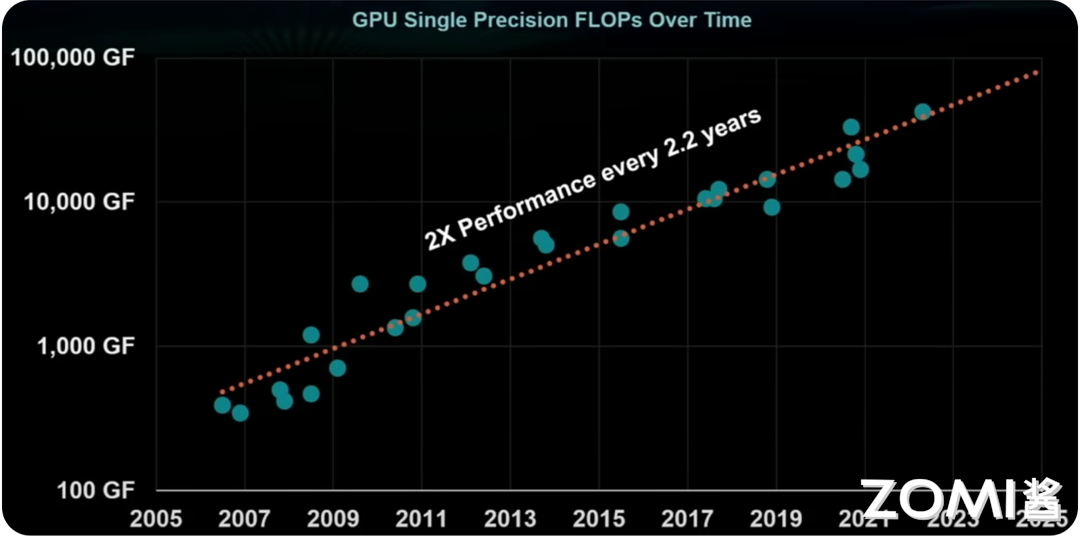 GPU Single Precision FLOPs Over Time
100,000 GF
10,000 GF
1,000 GF
100 GF
2X Performance every 2.2 years
2005 2007 2009 2011 2013 2015 2017 2019 2021 2023 2025
ZOMI酱